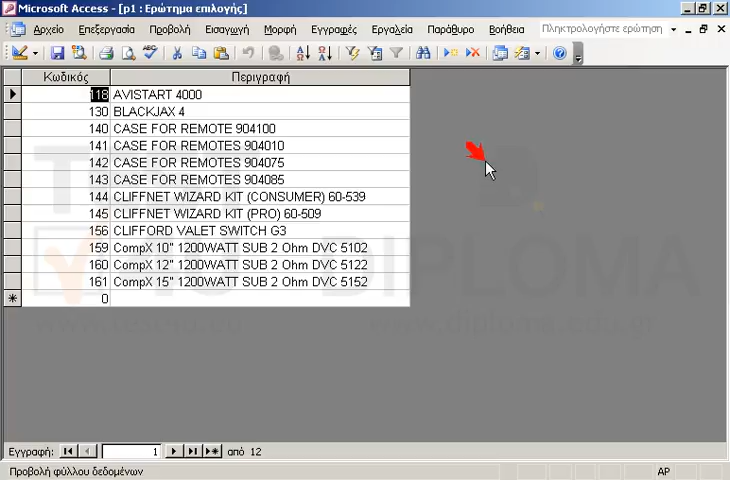 Microsoft Access - [p1 : Ερώτημα επιλογής]
Αρχείο Επεξεργασία Προβολή Εισαγωγή Μορφή Εγγραφές Εργαλεία Παράθυρο Βοήθεια Πληκτρολογήστε ερώτηση
Κωδικός Περιγραφή
118 AVISTART 4000
130 BLACKJAX 4
140 CASE FOR REMOTE 904100
141 CASE FOR REMOTES 904010
142 CASE FOR REMOTES 904075
143 CASE FOR REMOTES 904085
144 CLIFFNET WIZARD KIT (CONSUMER) 60-539
145 CLIFFNET WIZARD KIT (PRO) 60-509
156 CLIFFORD VALET SWITCH G3
159 CompX 10" 1200WATT SUB 2 Ohm DVC 5102
160 CompX 12" 1200WATT SUB 2 Ohm DVC 5122
161 CompX 15" 1200WATT SUB 2 Ohm DVC 5152
0
DIPLOMA
www.diploma.edu.gr
Εγγραφή: 1 από 12
Προβολή φύλλου δεδομένων AP